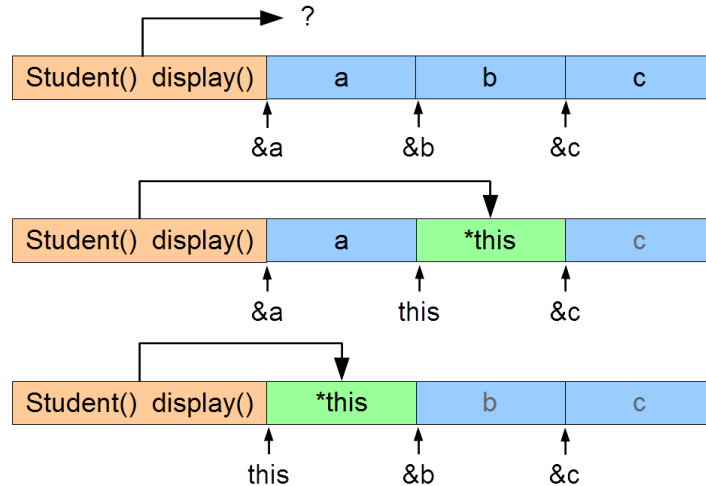 ?
Student() display() a b c
&a &b &c
Student() display() a *this c
&a this &c
Student() display() *this b c
this &b &c